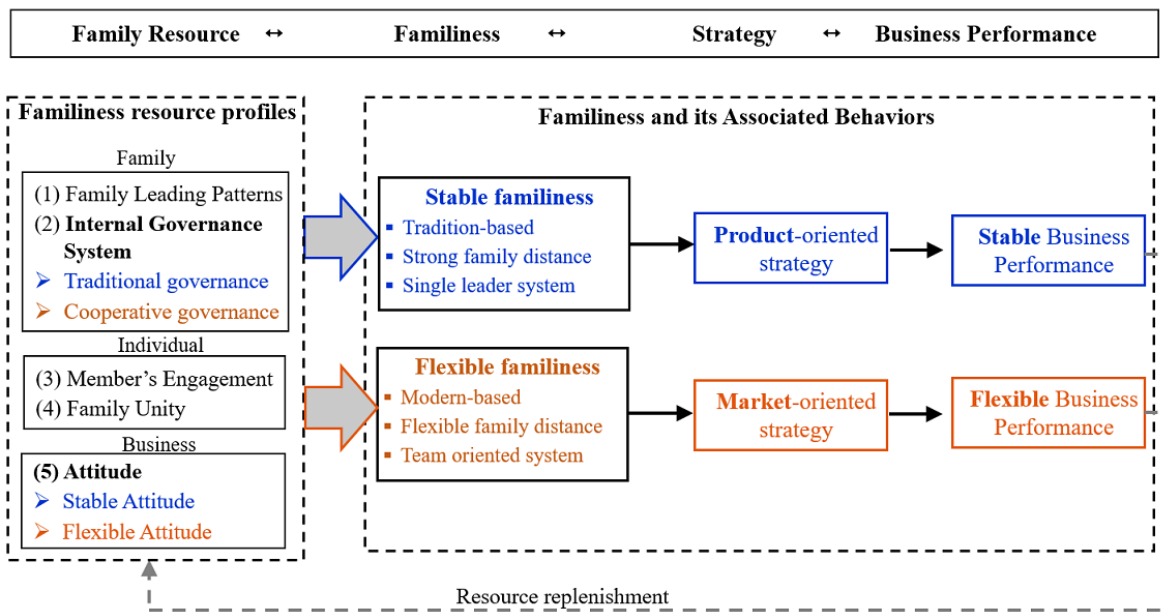 Family Resource ↔ Familiness ↔ Strategy ↔ Business Performance
Familiness resource profiles
Family
(1) Family Leading Patterns
(2) Internal Governance
System
➢ Traditional governance
➢ Cooperative governance
Individual
(3) Member's Engagement
(4) Family Unity
Business
(5) Attitude
➢ Stable Attitude
➢ Flexible Attitude
Familiness and its Associated Behaviors
Stable familiness
▪ Tradition-based
▪ Strong family distance
▪ Single leader system
Product-oriented
strategy
Stable Business
Performance
Flexible familiness
▪ Modern-based
▪ Flexible family distance
▪ Team oriented system
Market-oriented
strategy
Flexible Business
Performance
Resource replenishment